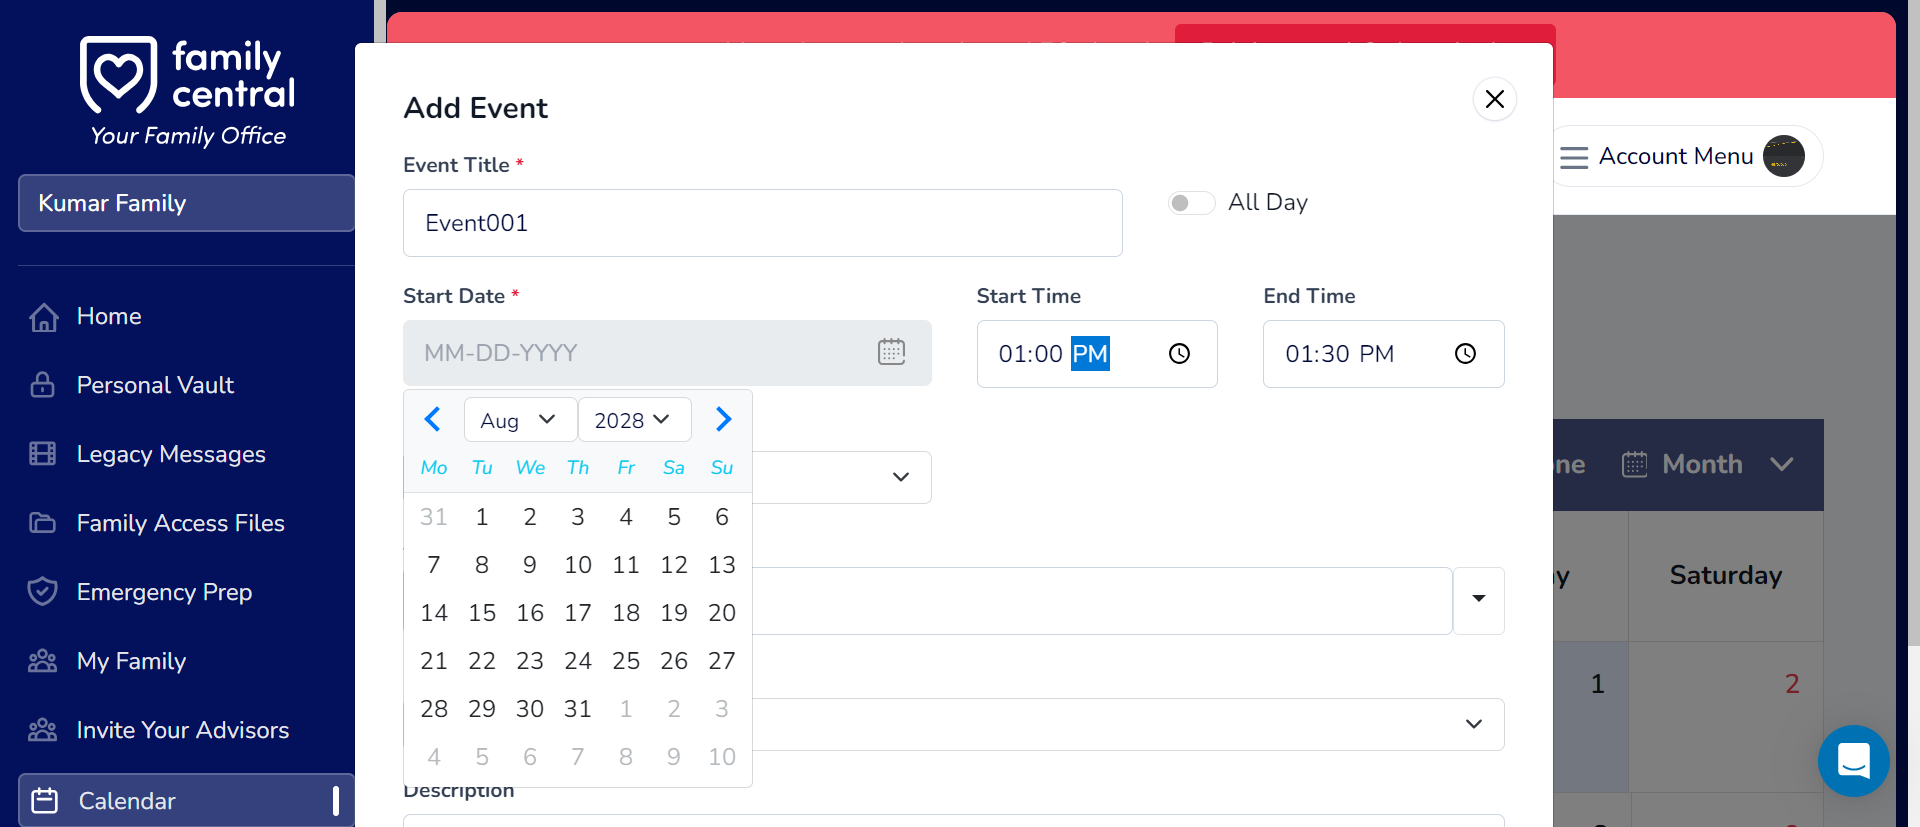 family
central
Your Family Office
Kumar Family
Home
Personal Vault
Legacy Messages
Family Access Files
Emergency Prep
My Family
Invite Your Advisors
Calendar
Add Event
Event Title *
Event001
All Day
Start Date *
Start Time
End Time
MM-DD-YYYY
01:00 PM
01:30 PM
Aug
2028
Mo Tu We Th Fr Sa Su
31 1 2 3 4 5 6
7 8 9 10 11 12 13
14 15 16 17 18 19 20
21 22 23 24 25 26 27
28 29 30 31 1 2 3
4 5 6 7 8 9 10
Description
Account Menu
Month
Saturday
1
2